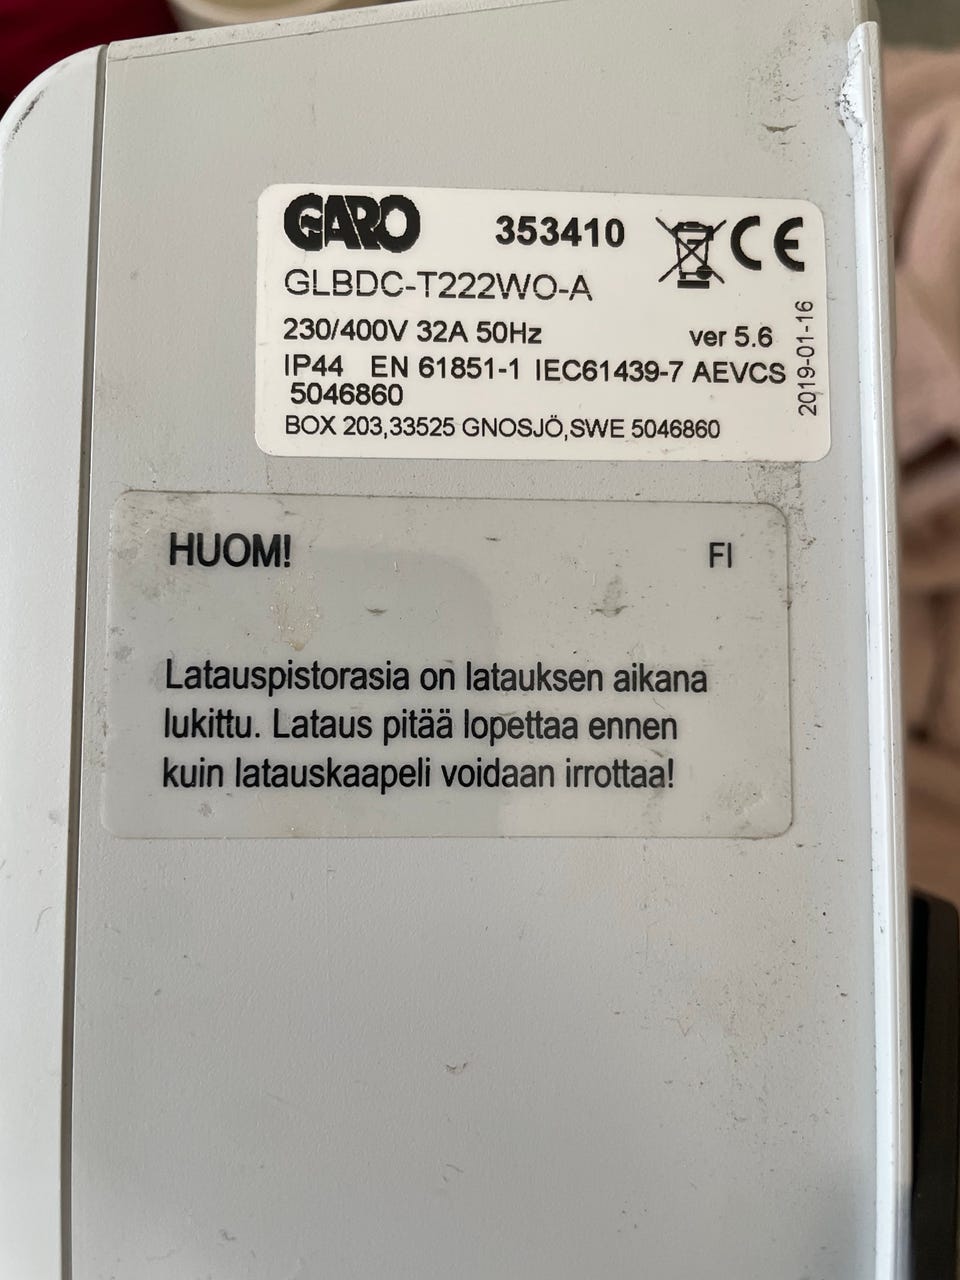 GARO 353410 CE
GLBDC-T222WO-A
230/400V 32A 50Hz ver 5.6
IP44 EN 61851-1 IEC61439-7 AEVCS
5046860
BOX 203,33525 GNOSJÖ,SWE 5046860
2019-01-16
HUOM! FI
Latauspistorasia on latauksen aikana
lukittu. Lataus pitää lopettaa ennen
kuin latauskaapeli voidaan irrottaa!